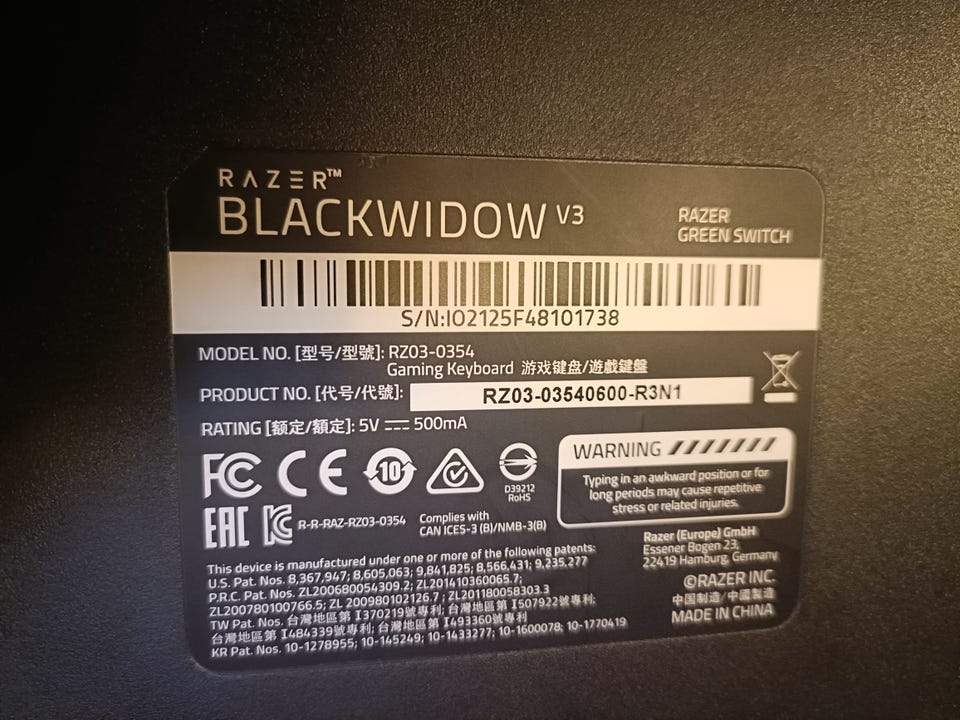 RAZER™
BLACKWIDOW V3
RAZER
GREEN SWITCH
S/N:IO2125F48101738
MODEL NO. [型号/型號]: RZ03-0354
Gaming Keyboard 游戏键盘/遊戲鍵盤
PRODUCT NO. [代号/代號]: RZ03-03540600-R3N1
RATING [额定/額定]: 5V ⎓ 500mA
FC CE 10
D39212
RoHS
EAC KC R-R-RAZ-RZ03-0354
Complies with
CAN ICES-3 (B)/NMB-3(B)
WARNING
Typing in an awkward position or for
long periods may cause repetitive
stress or related injuries.
This device is manufactured under one or more of the following patents:
U.S. Pat. Nos. 8,367,947; 8,605,063; 9,841,825; 8,566,431; 9,235,277
P.R.C. Pat. Nos. ZL200680054309.2; ZL201410360065.7;
ZL200780100766.5; ZL 200980102126.7 ; ZL201180058303.3
TW Pat. Nos. 台灣地區第 I370219號專利; 台灣地區第 I507922號專利;
台灣地區第 I484339號專利; 台灣地區第 I493360號專利
KR Pat. Nos. 10-1278955; 10-145249; 10-1433277; 10-1600078; 10-1770419
Razer (Europe) GmbH
Essener Bogen 23,
22419 Hamburg, Germany
©RAZER INC.
中国制造/中國製造
MADE IN CHINA